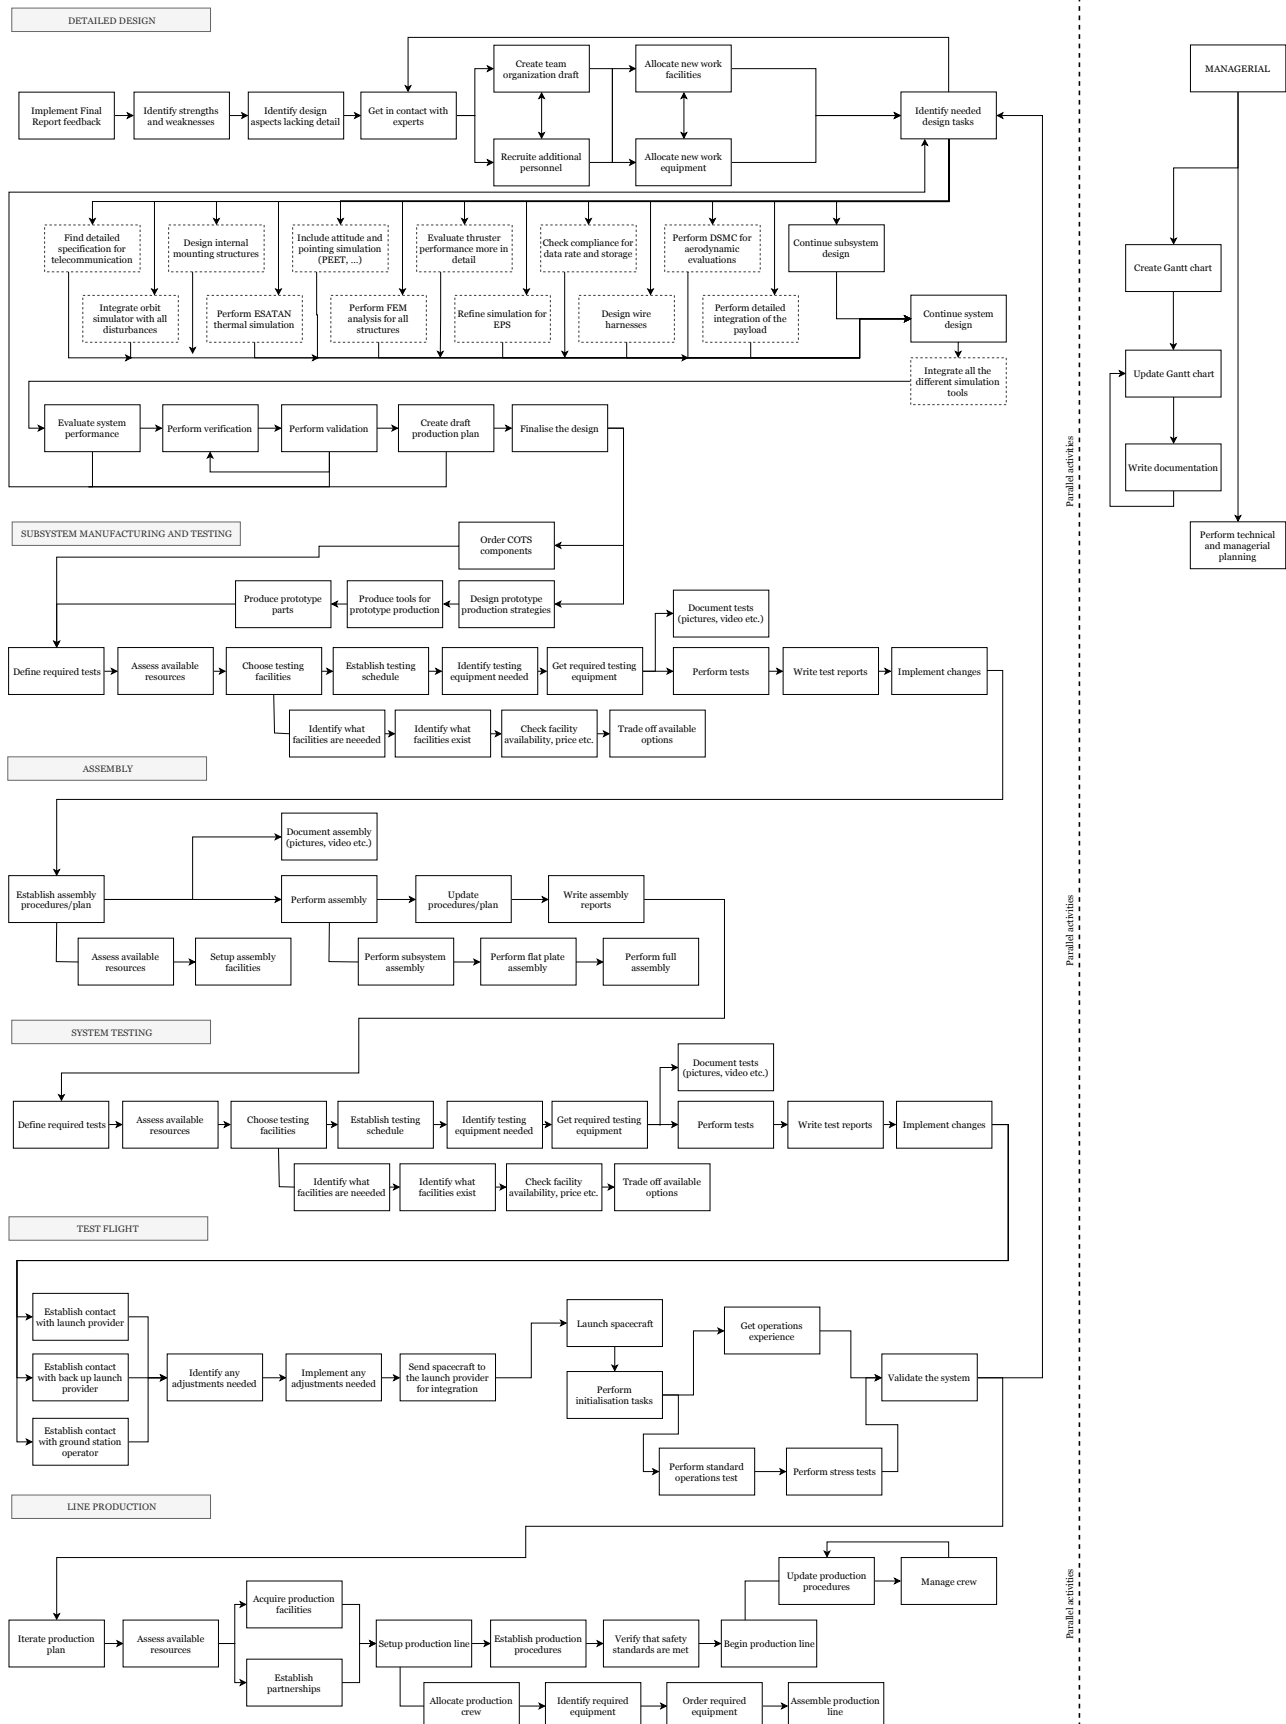 DETAILED DESIGN
Implement Final
Report feedback
Identify strengths
and weaknesses
Identify design
aspects lacking detail
Get in contact with
experts
Create team
organization draft
Recruite additional
personnel
Allocate new work
facilities
Allocate new work
equipment
Identify needed
design tasks
Find detailed
specification for
telecommunication
Design internal
mounting structures
Include attitude and
pointing simulation
(PEET, ...)
Evaluate thruster
performance more in
detail
Check compliance for
data rate and storage
Perform DSMC for
aerodynamic
evaluations
Continue subsystem
design
Integrate orbit
simulator with all
disturbances
Perform ESATAN
thermal simulation
Perform FEM
analysis for all
structures
Refine simulation for
EPS
Design wire
harnesses
Perform detailed
integration of the
payload
Continue system
design
Integrate all the
different simulation
tools
Evaluate system
performance
Perform verification
Perform validation
Create draft
production plan
Finalise the design
SUBSYSTEM MANUFACTURING AND TESTING
Order COTS
components
Produce prototype
parts
Produce tools for
prototype production
Design prototype
production strategies
Document tests
(pictures, video etc.)
Define required tests
Assess available
resources
Choose testing
facilities
Establish testing
schedule
Identify testing
equipment needed
Get required testing
equipment
Perform tests
Write test reports
Implement changes
Identify what
facilities are neeeded
Identify what
facilities exist
Check facility
availability, price etc.
Trade off available
options
ASSEMBLY
Document assembly
(pictures, video etc.)
Establish assembly
procedures/plan
Perform assembly
Update
procedures/plan
Write assembly
reports
Assess available
resources
Setup assembly
facilities
Perform subsystem
assembly
Perform flat plate
assembly
Perform full
assembly
SYSTEM TESTING
Document tests
(pictures, video etc.)
Define required tests
Assess available
resources
Choose testing
facilities
Establish testing
schedule
Identify testing
equipment needed
Get required testing
equipment
Perform tests
Write test reports
Implement changes
Identify what
facilities are neeeded
Identify what
facilities exist
Check facility
availability, price etc.
Trade off available
options
TEST FLIGHT
Establish contact
with launch provider
Establish contact
with back up launch
provider
Establish contact
with ground station
operator
Identify any
adjustments needed
Implement any
adjustments needed
Send spacecraft to
the launch provider
for integration
Launch spacecraft
Perform
initialisation tasks
Get operations
experience
Validate the system
Perform standard
operations test
Perform stress tests
LINE PRODUCTION
Update production
procedures
Manage crew
Acquire production
facilities
Iterate production
plan
Assess available
resources
Establish
partnerships
Setup production line
Establish production
procedures
Verify that safety
standards are met
Begin production line
Allocate production
crew
Identify required
equipment
Order required
equipment
Assemble production
line
Parallel activities
Parallel activities
Parallel activities
MANAGERIAL
Create Gantt chart
Update Gantt chart
Write documentation
Perform technical
and managerial
planning